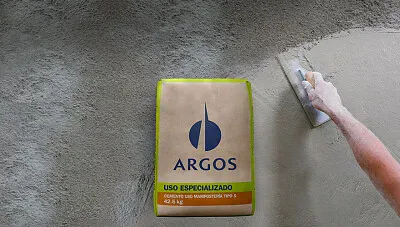 ARGOS
USO ESPECIALIZADO
CEMENTO USO MAMPOSTERÍA TIPO S
42.5 kg